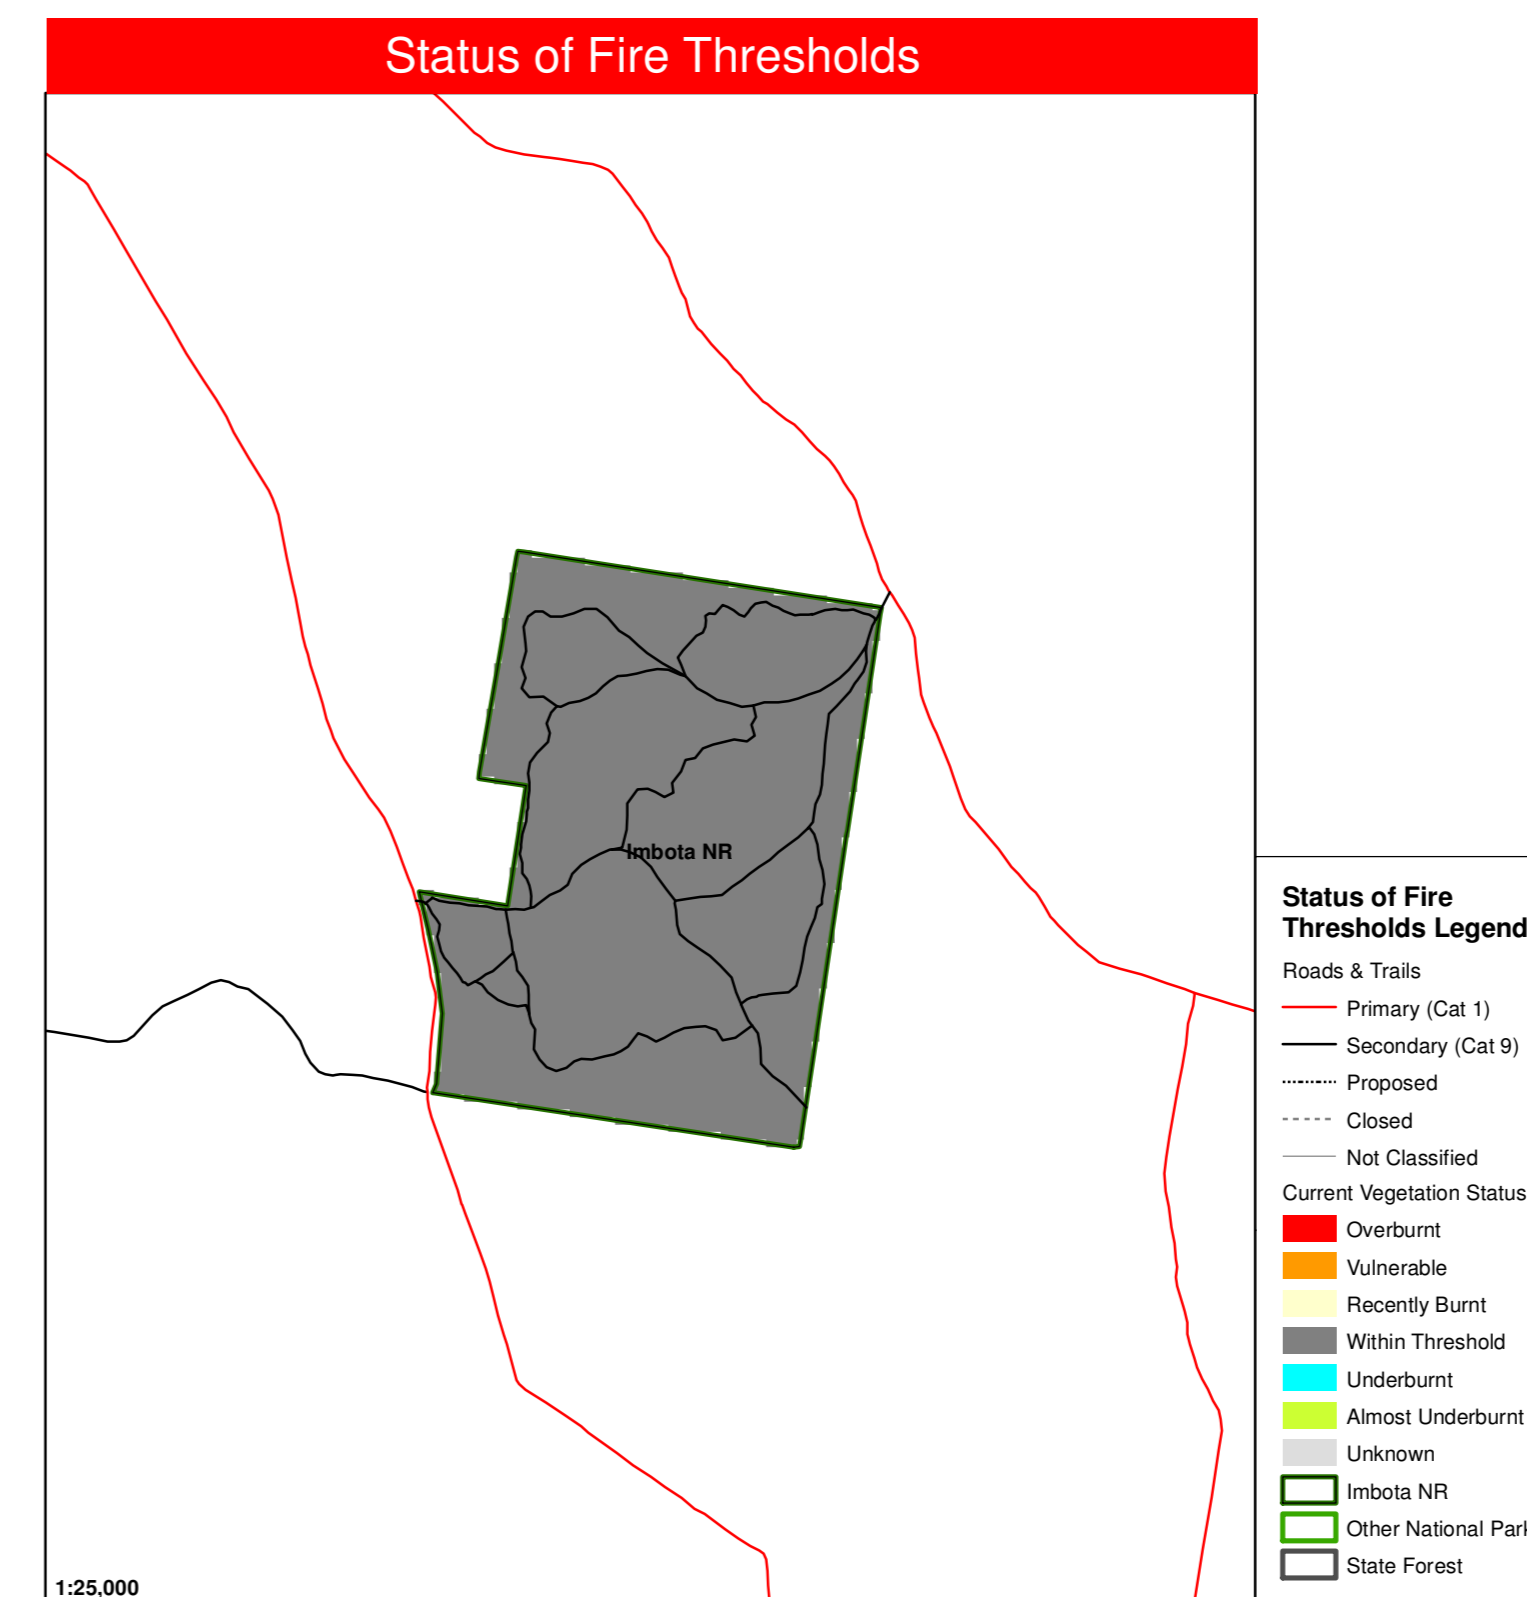 Status of Fire Thresholds
Imbota NR
1:25,000
Status of Fire
Thresholds Legend
Roads & Trails
Primary (Cat 1)
Secondary (Cat 9)
Proposed
Closed
Not Classified
Current Vegetation Status
Overburnt
Vulnerable
Recently Burnt
Within Threshold
Underburnt
Almost Underburnt
Unknown
Imbota NR
Other National Park
State Forest